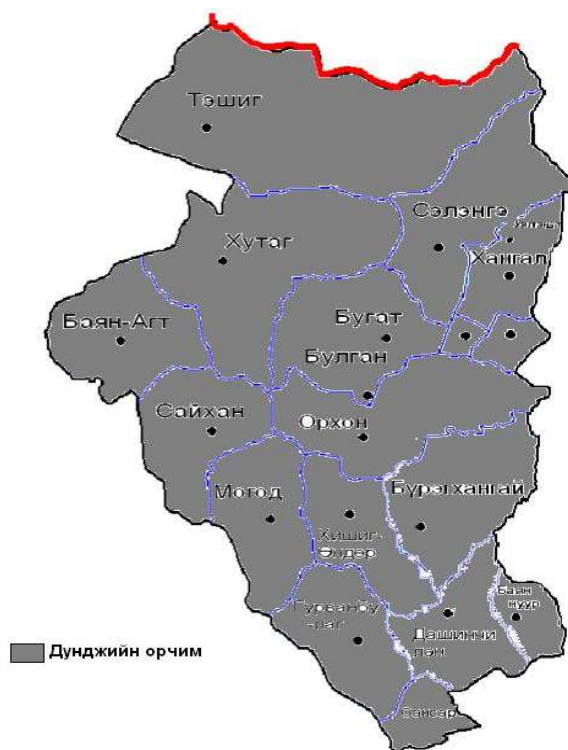 Тэшиг
Сэлэнгэ
Хутаг
Хангал
Баян-Агт
Бугат
Булган
Сайхан
Орхон
Могод
Бүрэгхангай
Хишиг-
Өндөр
Баян
нуур
Гурванбу
-лаг
Дашинчи
лэн
Дунджийн орчим